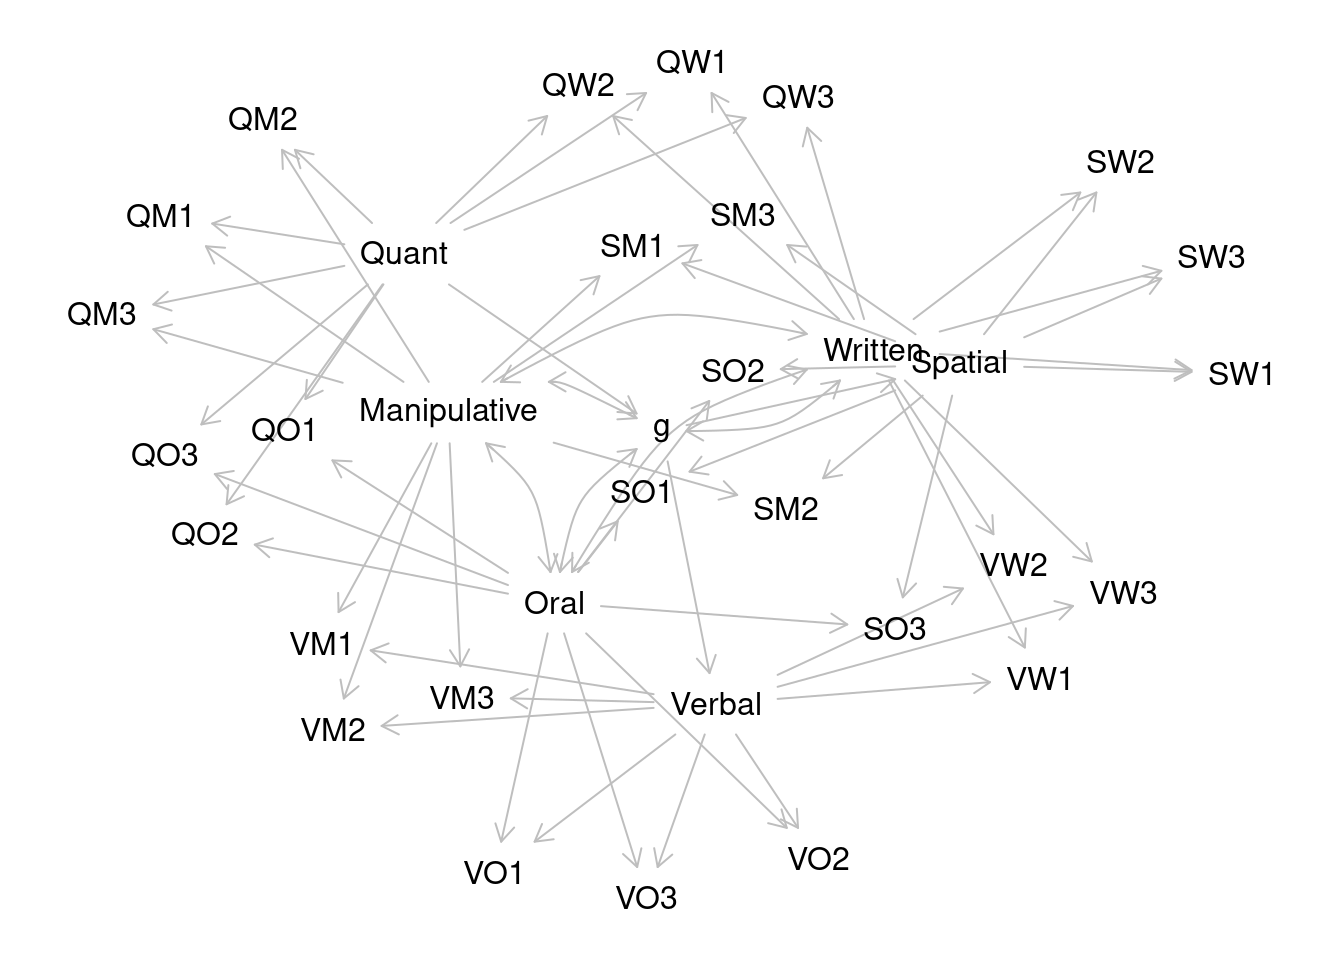 QW1
QW2
QW3
QM2
SW2
QM1
SM3
SM1
Quant
SW3
QM3
Written
Spatial
SO2
SW1
Manipulative
g
QO1
QO3
SO1
SM2
QO2
VW2
VW3
Oral
SO3
VM1
VW1
VM3
Verbal
VM2
VO2
VO1
VO3